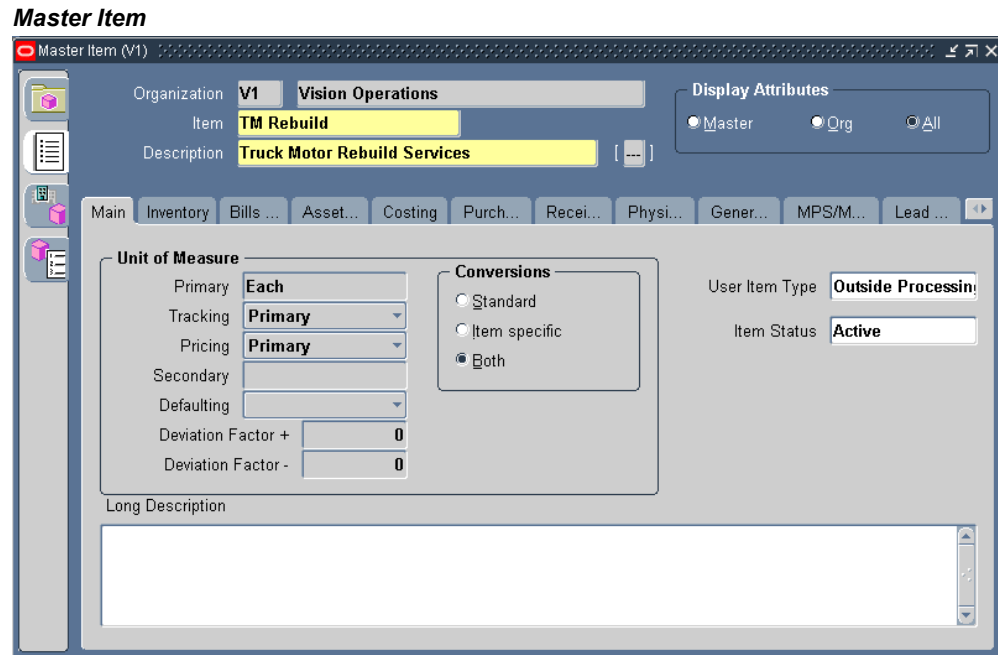 Master Item
Master Item (V1)
Organization V1 Vision Operations
Item TM Rebuild
Description Truck Motor Rebuild Services [ ... ]
Display Attributes
Master Org All
Main Inventory Bills ... Asset... Costing Purch... Recei... Physi... Gener... MPS/M... Lead ...
Unit of Measure
Primary Each
Tracking Primary
Pricing Primary
Secondary
Defaulting
Deviation Factor + 0
Deviation Factor - 0
Conversions
Standard
Item specific
Both
User Item Type Outside Processin
Item Status Active
Long Description